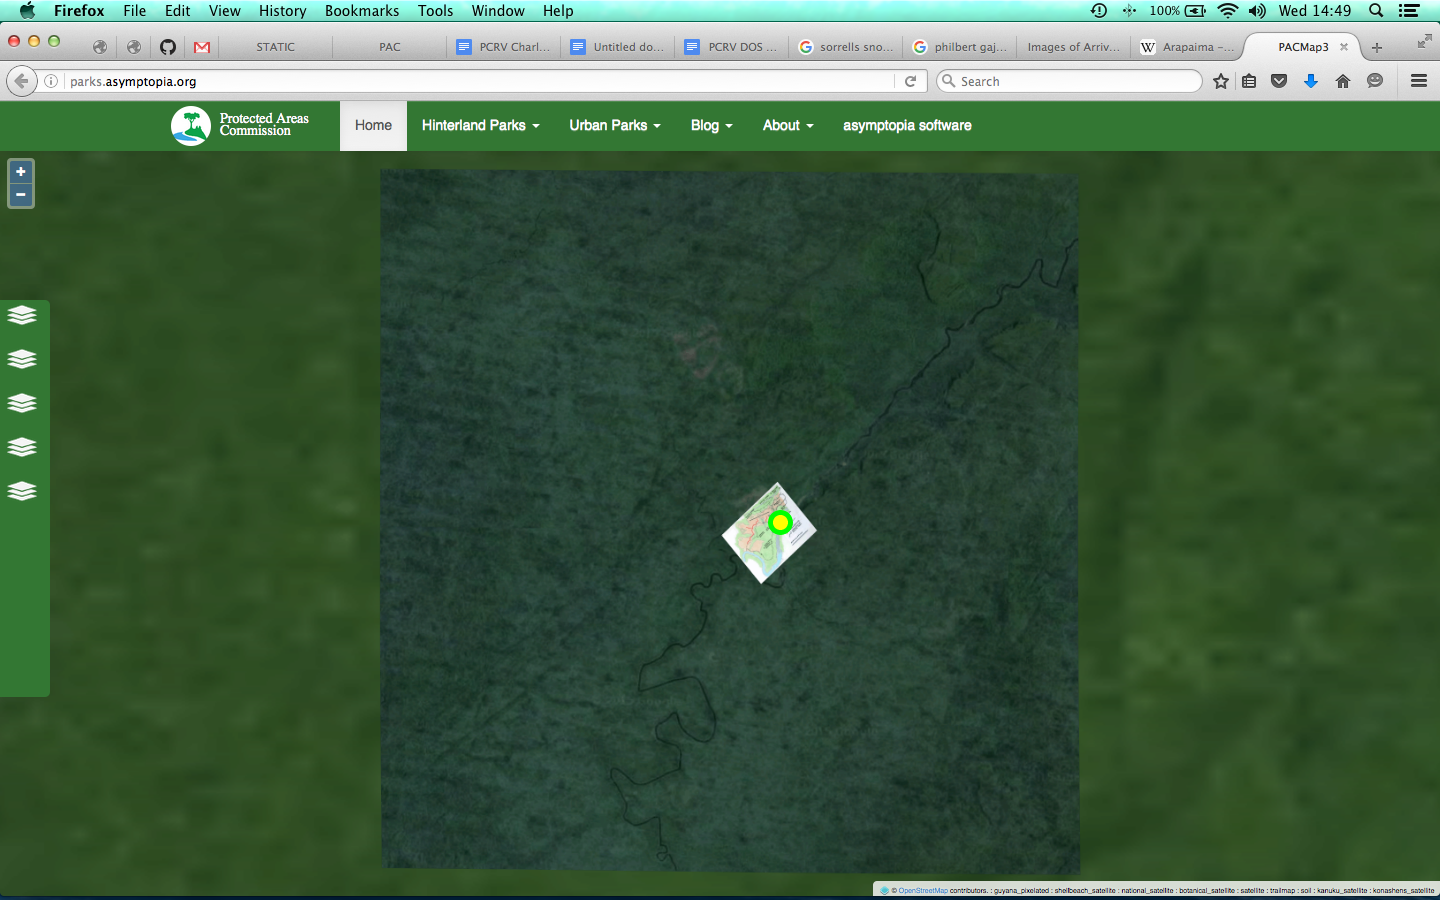 Firefox File Edit View History Bookmarks Tools Window Help 100% Wed 14:49
STATIC PAC PCRV Charl... Untitled do... PCRV DOS ... sorrells sno... philbert gaj... Images of Arriv... Arapaima –... PACMap3
parks.asymptopia.org Search
Protected Areas
Commission
Home Hinterland Parks Urban Parks Blog About asymptopia software
+
−
© OpenStreetMap contributors. : guyana_pixelated : shellbeach_satellite : national_satellite : botanical_satellite : satellite : trailmap : soil : kanuku_satellite : konashens_satellite